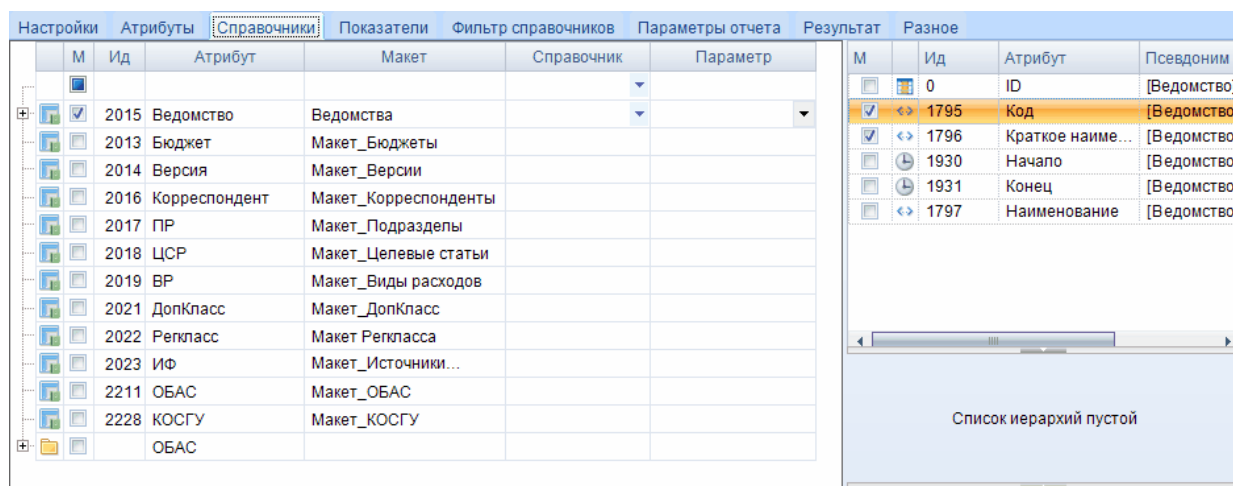 Настройки Атрибуты Справочники Показатели Фильтр справочников Параметры отчета Результат Разное
М Ид Атрибут Макет Справочник Параметр
2015 Ведомство Ведомства
2013 Бюджет Макет_Бюджеты
2014 Версия Макет_Версии
2016 Корреспондент Макет_Корреспонденты
2017 ПР Макет_Подразделы
2018 ЦСР Макет_Целевые статьи
2019 ВР Макет_Виды расходов
2021 ДопКласс Макет_ДопКласс
2022 Регкласс Макет Регкласса
2023 ИФ Макет_Источники...
2211 ОБАС Макет_ОБАС
2228 КОСГУ Макет_КОСГУ
ОБАС
М Ид Атрибут Псевдоним
0 ID [Ведомство]
1795 Код [Ведомство
1796 Краткое наиме... [Ведомство
1930 Начало [Ведомство
1931 Конец [Ведомство
1797 Наименование [Ведомство
Список иерархий пустой